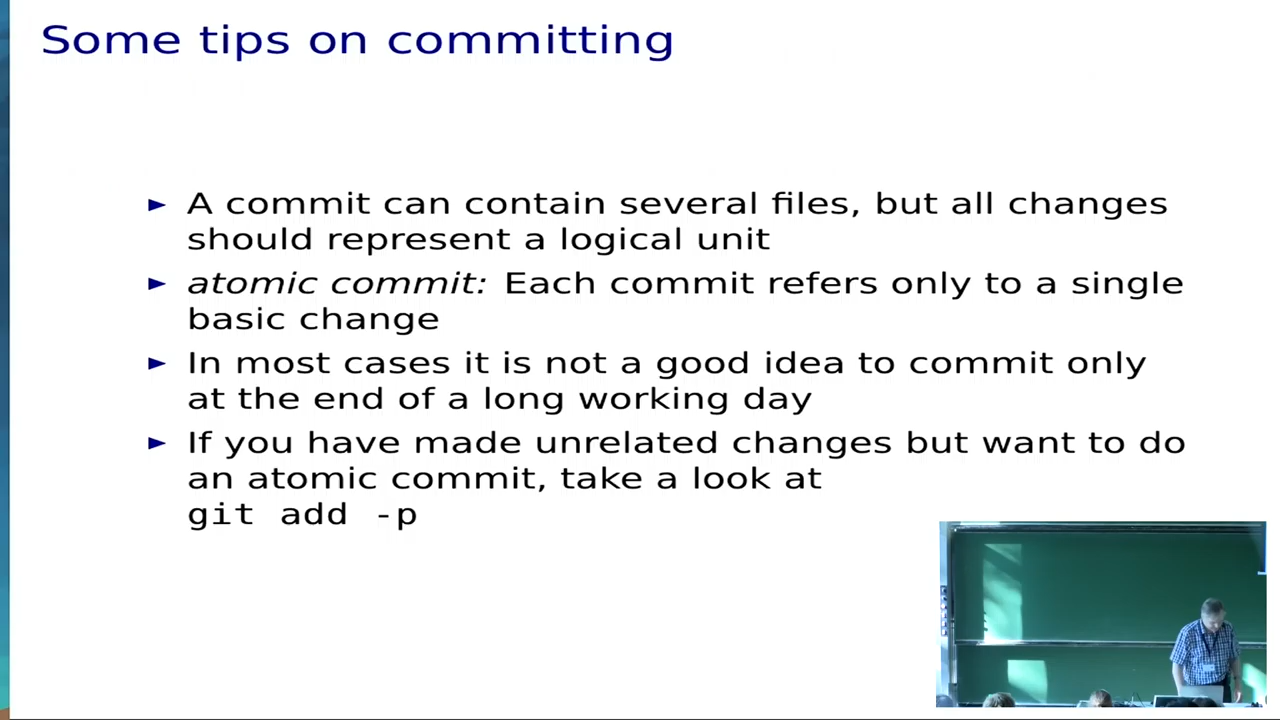 Some tips on committing
► A commit can contain several files, but all changes
should represent a logical unit
► atomic commit: Each commit refers only to a single
basic change
► In most cases it is not a good idea to commit only
at the end of a long working day
► If you have made unrelated changes but want to do
an atomic commit, take a look at
git add -p